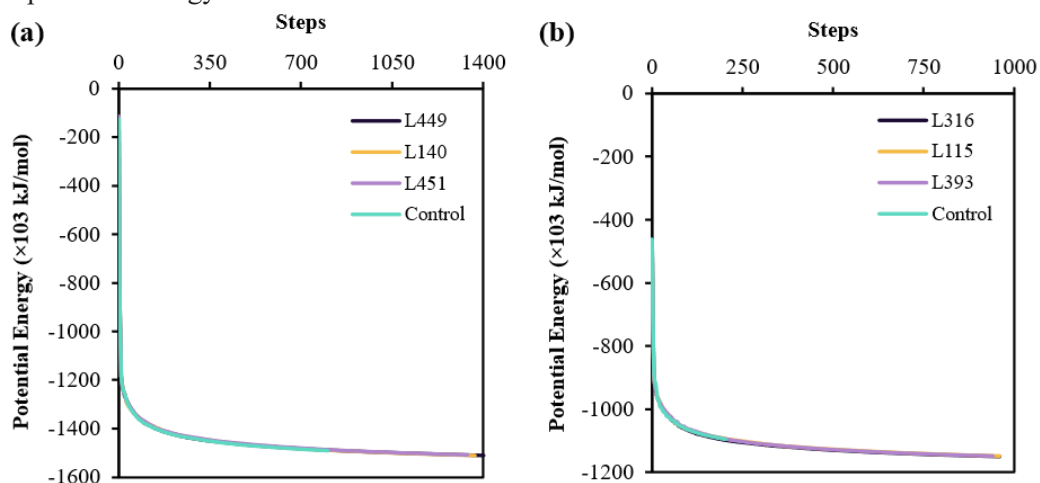 (a)
Steps
0 350 700 1050 1400
0
-200
-400
-600
-800
-1000
-1200
-1400
-1600
Potential Energy (×103 kJ/mol)
L449
L140
L451
Control
(b)
Steps
0 250 500 750 1000
0
-200
-400
-600
-800
-1000
-1200
Potential Energy (×103 kJ/mol)
L316
L115
L393
Control